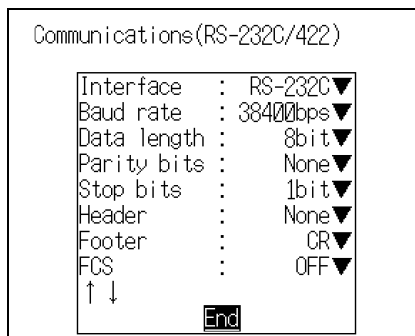 Communications(RS-232C/422)
Interface : RS-232C▼
Baud rate : 38400bps▼
Data length : 8bit▼
Parity bits : None▼
Stop bits : 1bit▼
Header : None▼
Footer : CR▼
FCS : OFF▼
↑ ↓
End